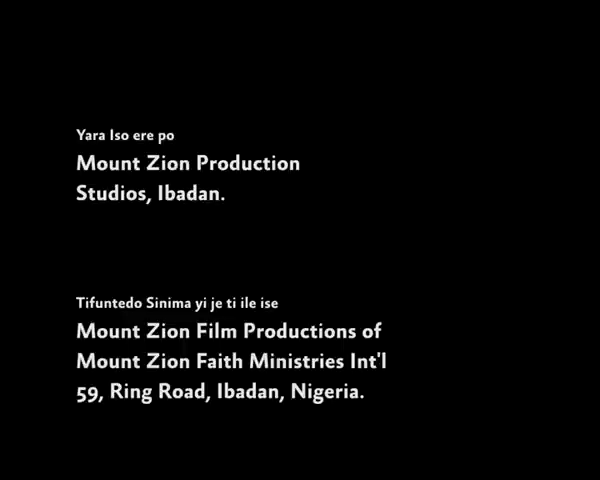 Yara Iso ere po
Mount Zion Production
Studios, Ibadan.
Tifuntedo Sinima yi je ti ile ise
Mount Zion Film Productions of
Mount Zion Faith Ministries Int'l
59, Ring Road, Ibadan, Nigeria.